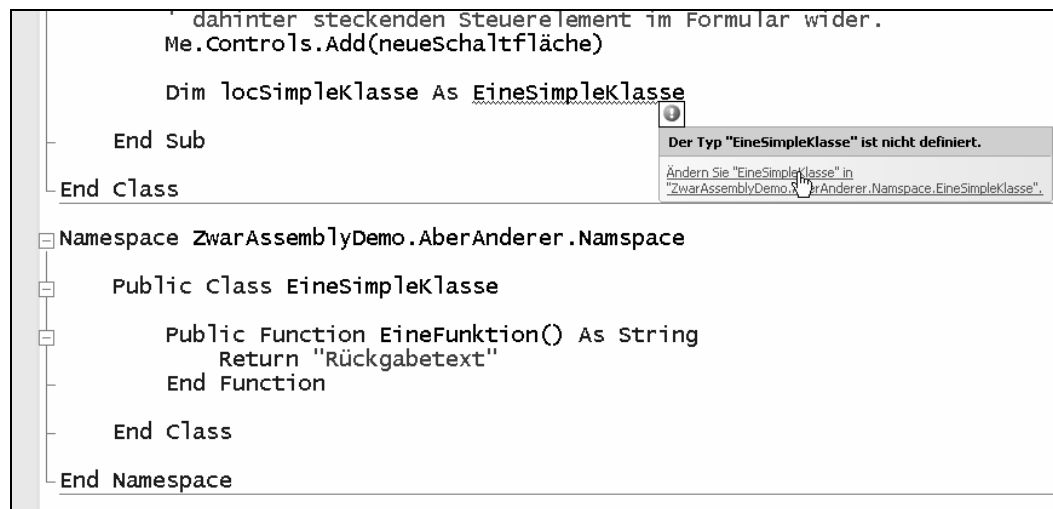 ' dahinter steckenden Steuerelement im Formular wider.
Me.Controls.Add(neueSchaltfläche)
Dim locSimpleKlasse As EineSimpleKlasse
End Sub
Der Typ "EineSimpleKlasse" ist nicht definiert.
Ändern Sie "EineSimpleKlasse" in
"ZwarAssemblyDemo.AberAnderer.Namspace.EineSimpleKlasse".
End Class
Namespace ZwarAssemblyDemo.AberAnderer.Namspace
Public Class EineSimpleKlasse
Public Function EineFunktion() As String
Return "Rückgabetext"
End Function
End Class
End Namespace